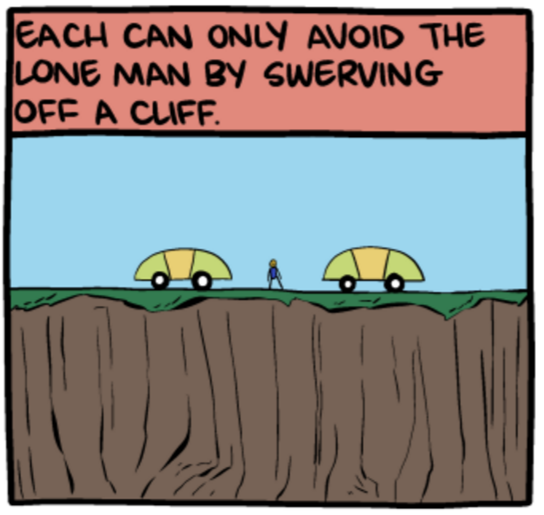 EACH CAN ONLY AVOID THE
LONE MAN BY SWERVING
OFF A CLIFF.